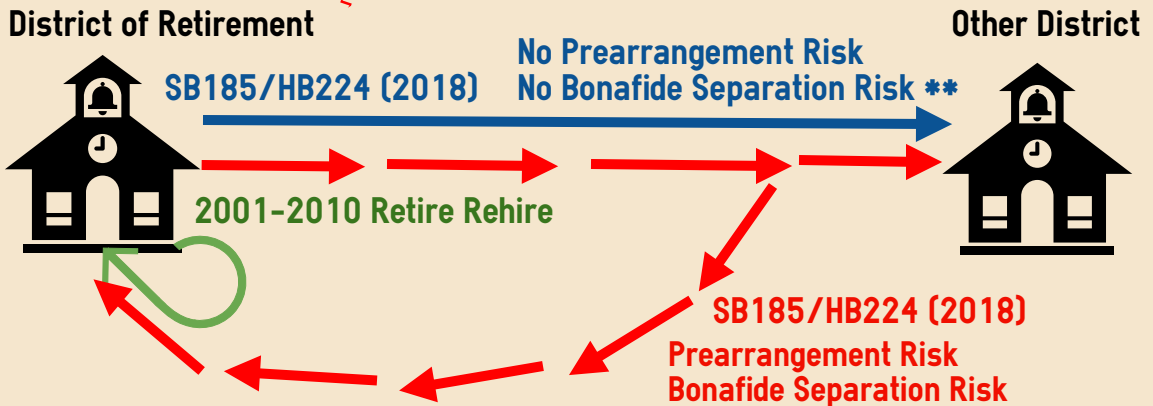 District of Retirement
Other District
SB185/HB224 (2018)
No Prearrangement Risk
No Bonafide Separation Risk **
2001-2010 Retire Rehire
SB185/HB224 (2018)
Prearrangement Risk
Bonafide Separation Risk